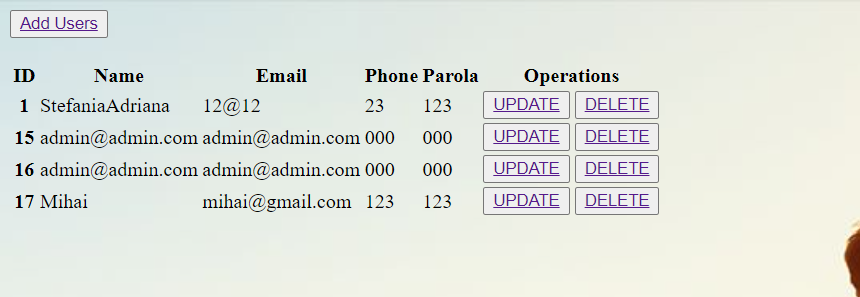 Add Users
ID Name Email Phone Parola Operations
1 StefaniaAdriana 12@12 23 123 UPDATE DELETE
15 admin@admin.com admin@admin.com 000 000 UPDATE DELETE
16 admin@admin.com admin@admin.com 000 000 UPDATE DELETE
17 Mihai mihai@gmail.com 123 123 UPDATE DELETE